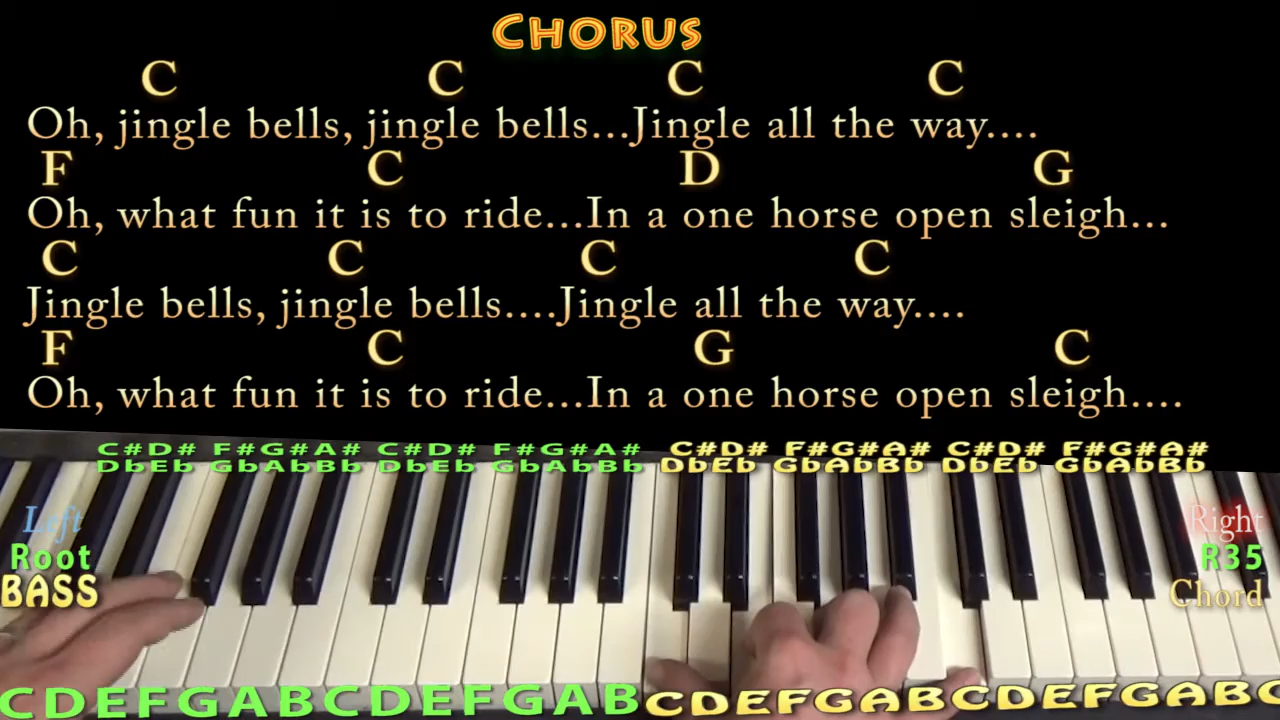 CHORUS
C C C C
Oh, jingle bells, jingle bells...Jingle all the way....
F C D G
Oh, what fun it is to ride...In a one horse open sleigh...
C C C C
Jingle bells, jingle bells....Jingle all the way....
F C G C
Oh, what fun it is to ride...In a one horse open sleigh....
C#D# F#G#A# C#D# F#G#A# C#D# F#G#A# C#D# F#G#A#
DbEb GbAbBb DbEb GbAbBb DbEb GbAbBb DbEb GbAbBb
Left
Root
BASS
Right
R35
Chord
CDEFGABCDEFGABCDEFGABCDEFGABC